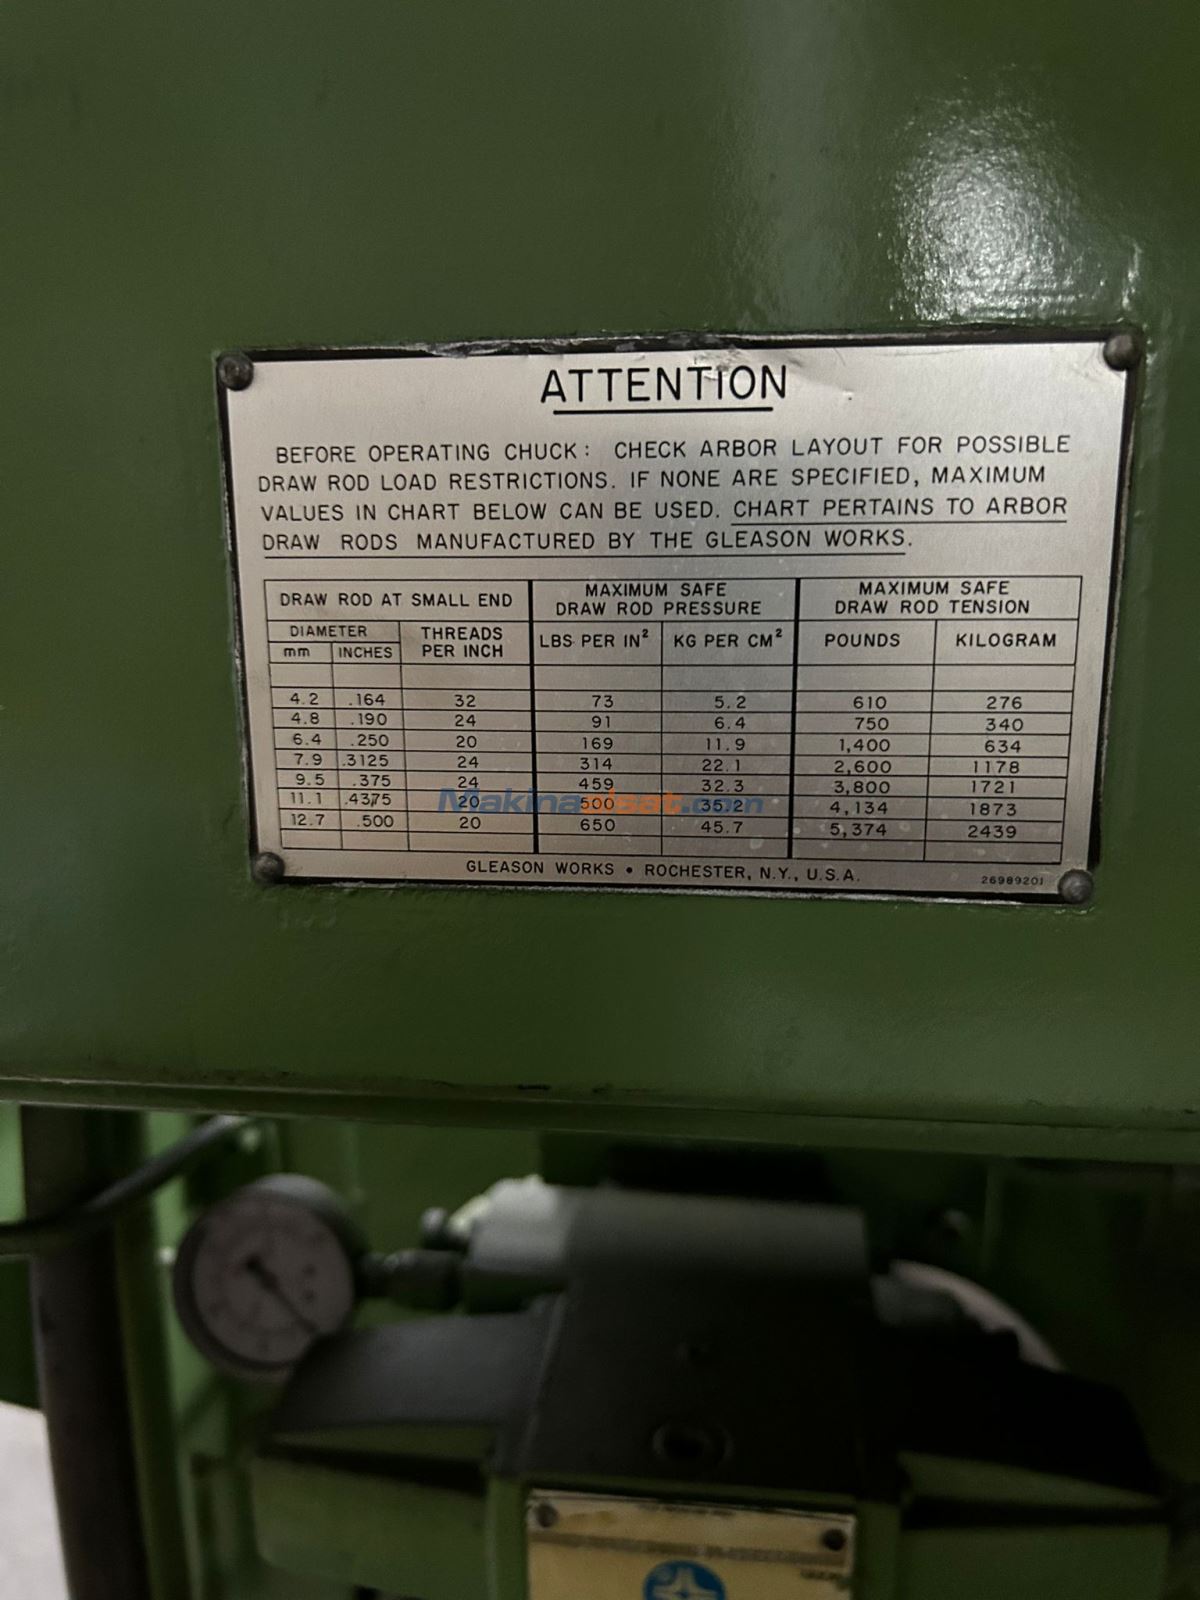 ATTENTION
BEFORE OPERATING CHUCK: CHECK ARBOR LAYOUT FOR POSSIBLE
DRAW ROD LOAD RESTRICTIONS. IF NONE ARE SPECIFIED, MAXIMUM
VALUES IN CHART BELOW CAN BE USED. CHART PERTAINS TO ARBOR
DRAW RODS MANUFACTURED BY THE GLEASON WORKS.
DRAW ROD AT SMALL END MAXIMUM SAFE DRAW ROD PRESSURE MAXIMUM SAFE DRAW ROD TENSION
DIAMETER THREADS PER INCH LBS PER IN² KG PER CM² POUNDS KILOGRAM
mm INCHES
4.2 .164 32 73 5.2 610 276
4.8 .190 24 91 6.4 750 340
6.4 .250 20 169 11.9 1,400 634
7.9 .3125 24 314 22.1 2,600 1178
9.5 .375 24 459 32.3 3,800 1721
11.1 .4375 20 500 35.2 4,134 1873
12.7 .500 20 650 45.7 5,374 2439
Makinaalsat.com
GLEASON WORKS • ROCHESTER, N.Y., U.S.A. 26989201